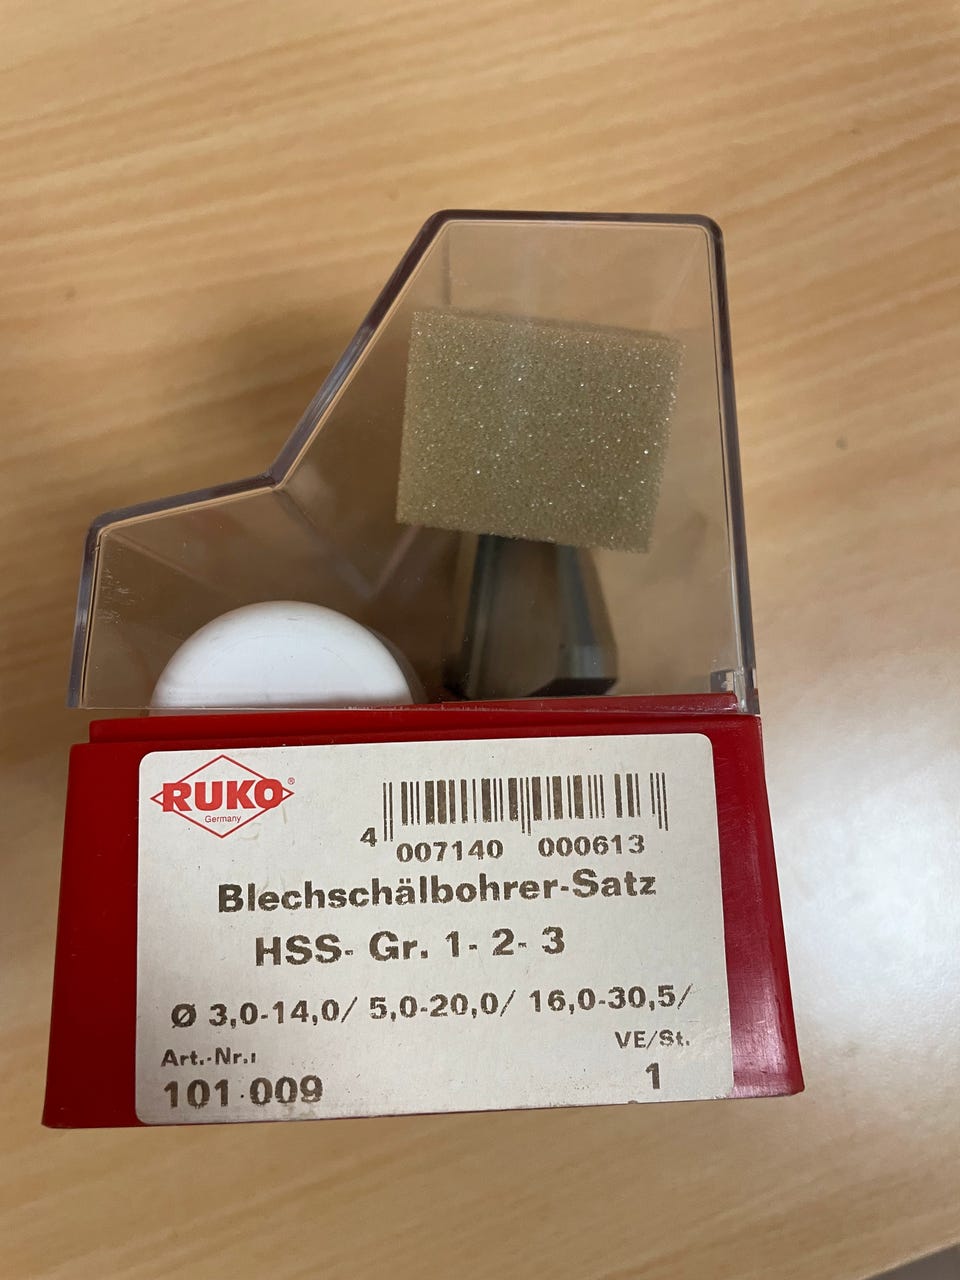 RUKO®
Germany
4 007140 000613
Blechschälbohrer-Satz
HSS- Gr. 1- 2- 3
Ø 3,0-14,0/ 5,0-20,0/ 16,0-30,5/
VE/St.
Art.-Nr.:
101 009
1